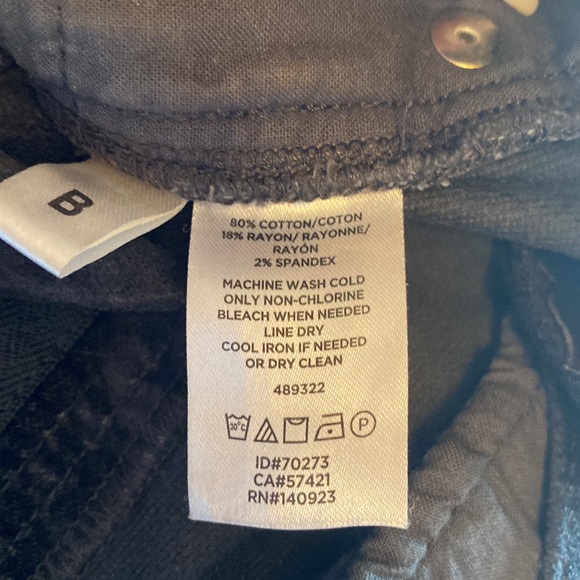 B
80% COTTON/COTON
18% RAYON/ RAYONNE/
RAYÓN
2% SPANDEX
MACHINE WASH COLD
ONLY NON-CHLORINE
BLEACH WHEN NEEDED
LINE DRY
COOL IRON IF NEEDED
OR DRY CLEAN
489322
30°C P
ID#70273
CA#57421
RN#140923